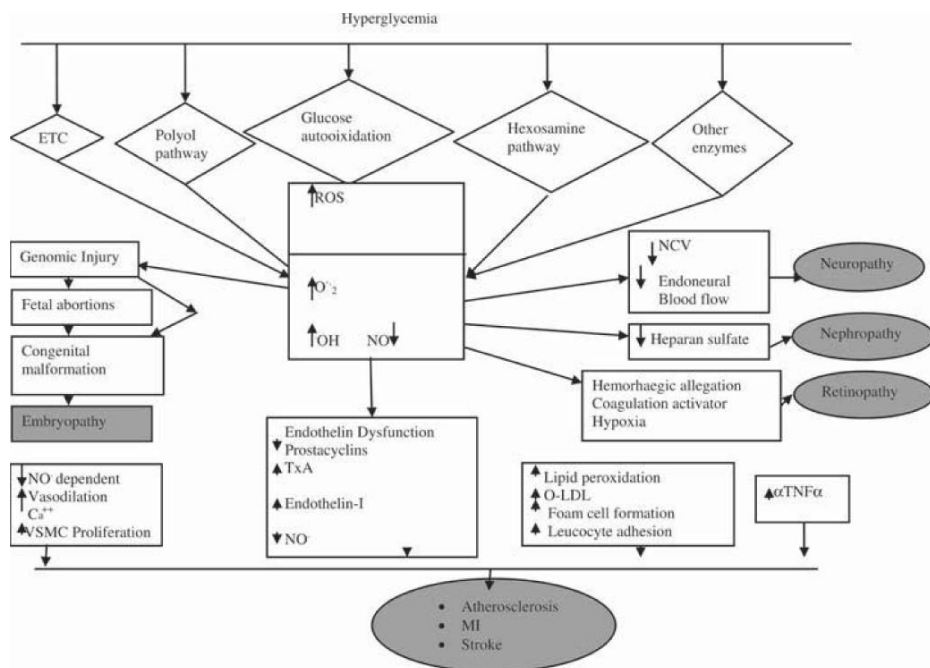 Hyperglycemia
ETC
Polyol
pathway
Glucose
autooixidation
Hexosamine
pathway
Other
enzymes
↑ROS
↑O·-2
↑OH NO↓
Genomic Injury
Fetal abortions
Congenital
malformation
Embryopathy
↓ NCV
↓ Endoneural
Blood flow
Neuropathy
↓ Heparan sulfate
Nephropathy
Hemorhaegic allegation
Coagulation activator
Hypoxia
Retinopathy
↓NO· dependent
↑Vasodilation
Ca++
↑VSMC Proliferation
Endothelin Dysfunction
↓Prostacyclins
↑TxA
↑Endothelin-I
↓NO·
↑Lipid peroxidation
↑O-LDL
↑Foam cell formation
↑Leucocyte adhesion
↑αTNFα
• Atherosclerosis
• MI
• Stroke